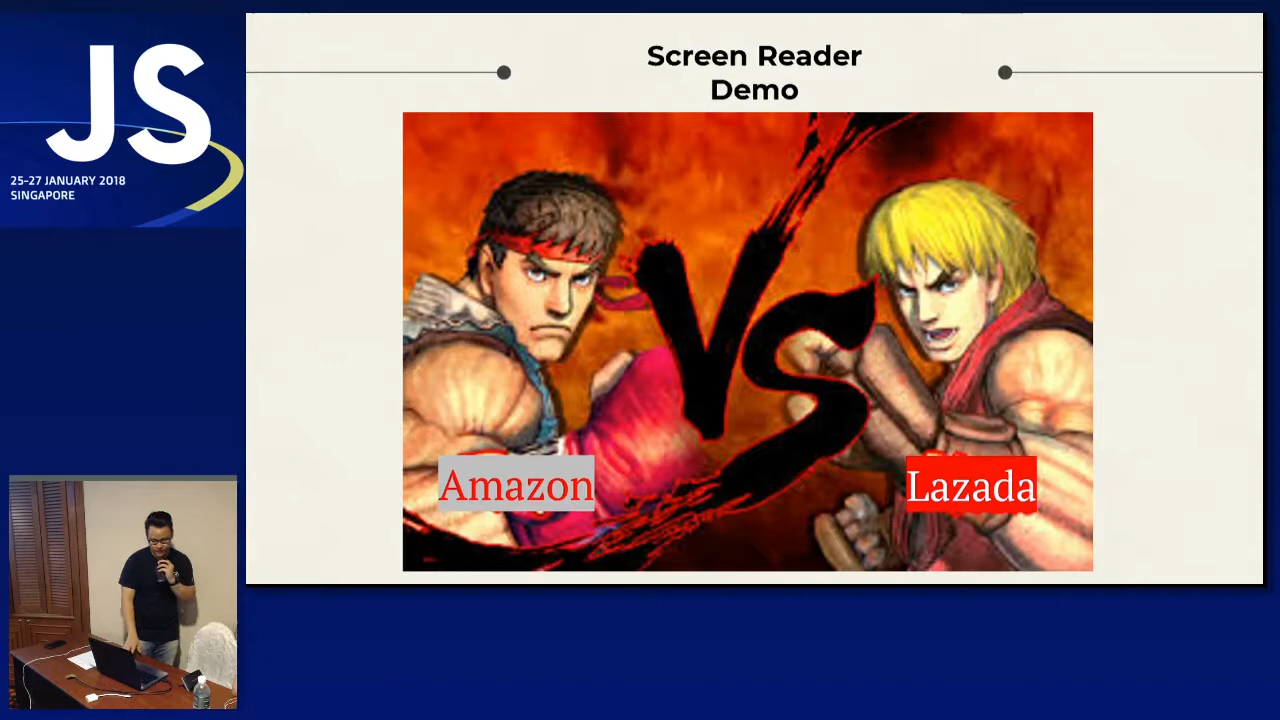 JS
25-27 JANUARY 2018
SINGAPORE
Screen Reader
Demo
VS
Amazon
Lazada